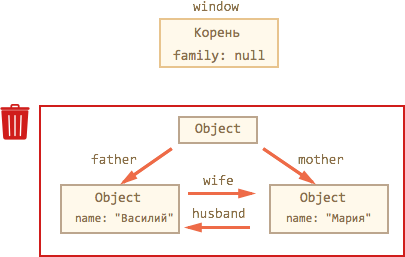 window
Корень
family: null
Object
father
mother
wife
Object
name: "Василий"
husband
Object
name: "Мария"